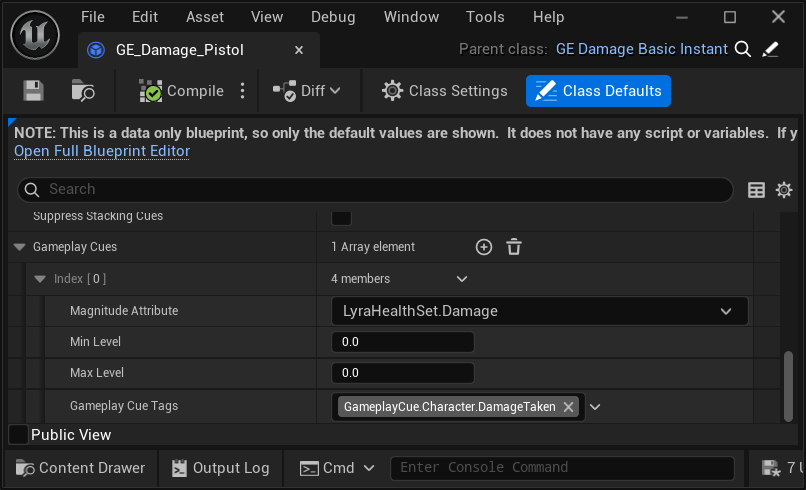 File Edit Asset View Debug Window Tools Help
GE_Damage_Pistol
Parent class: GE Damage Basic Instant
Compile Diff Class Settings Class Defaults
NOTE: This is a data only blueprint, so only the default values are shown. It does not have any script or variables. If y
Open Full Blueprint Editor
Search
Suppress Stacking Cues
Gameplay Cues 1 Array element
Index [ 0 ] 4 members
Magnitude Attribute LyraHealthSet.Damage
Min Level 0.0
Max Level 0.0
Gameplay Cue Tags GameplayCue.Character.DamageTaken
Public View
Content Drawer Output Log Cmd Enter Console Command 7 U